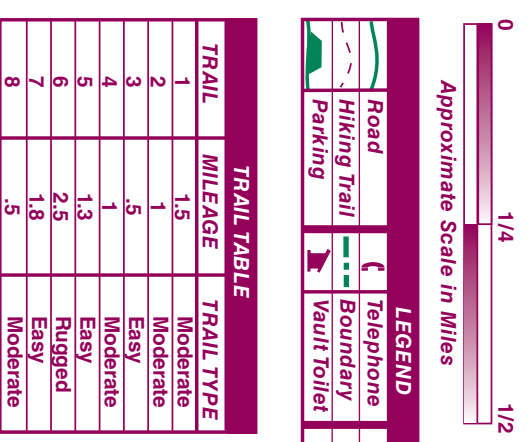 0 1/4 1/2
Approximate Scale in Miles
LEGEND
Road Telephone
Hiking Trail Boundary
Parking Vault Toilet
TRAIL TABLE
TRAIL MILEAGE TRAIL TYPE
1 1.5 Moderate
2 1 Moderate
3 .5 Easy
4 1 Moderate
5 1.3 Easy
6 2.5 Rugged
7 1.8 Easy
8 .5 Moderate